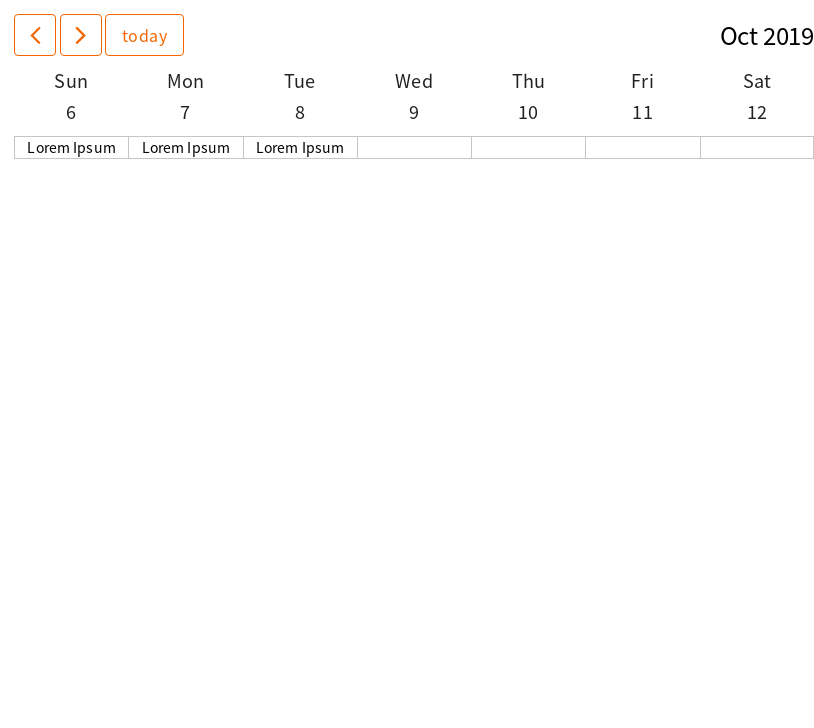 today
Oct 2019
Sun Mon Tue Wed Thu Fri Sat
6 7 8 9 10 11 12
Lorem Ipsum Lorem Ipsum Lorem Ipsum